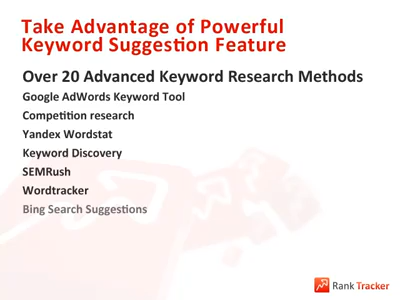 Take Advantage of Powerful
Keyword Suggestion Feature
Over 20 Advanced Keyword Research Methods
Google AdWords Keyword Tool
Competition research
Yandex Wordstat
Keyword Discovery
SEMRush
Wordtracker
Bing Search Suggestions
Rank Tracker